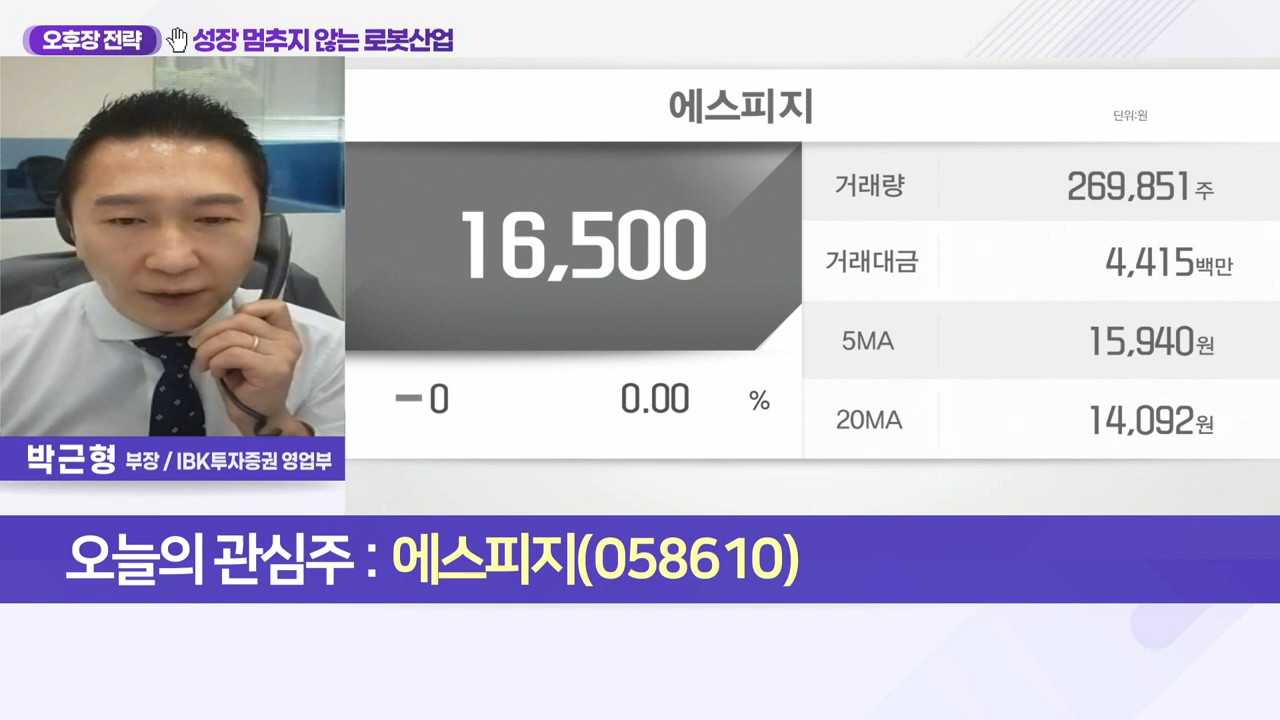 오후장 전략 성장 멈추지 않는 로봇산업
에스피지
단위:원
16,500
0 0.00 %
거래량 269,851주
거래대금 4,415백만
5MA 15,940원
20MA 14,092원
박근형 부장 / IBK투자증권 영업부
오늘의 관심주 : 에스피지(058610)